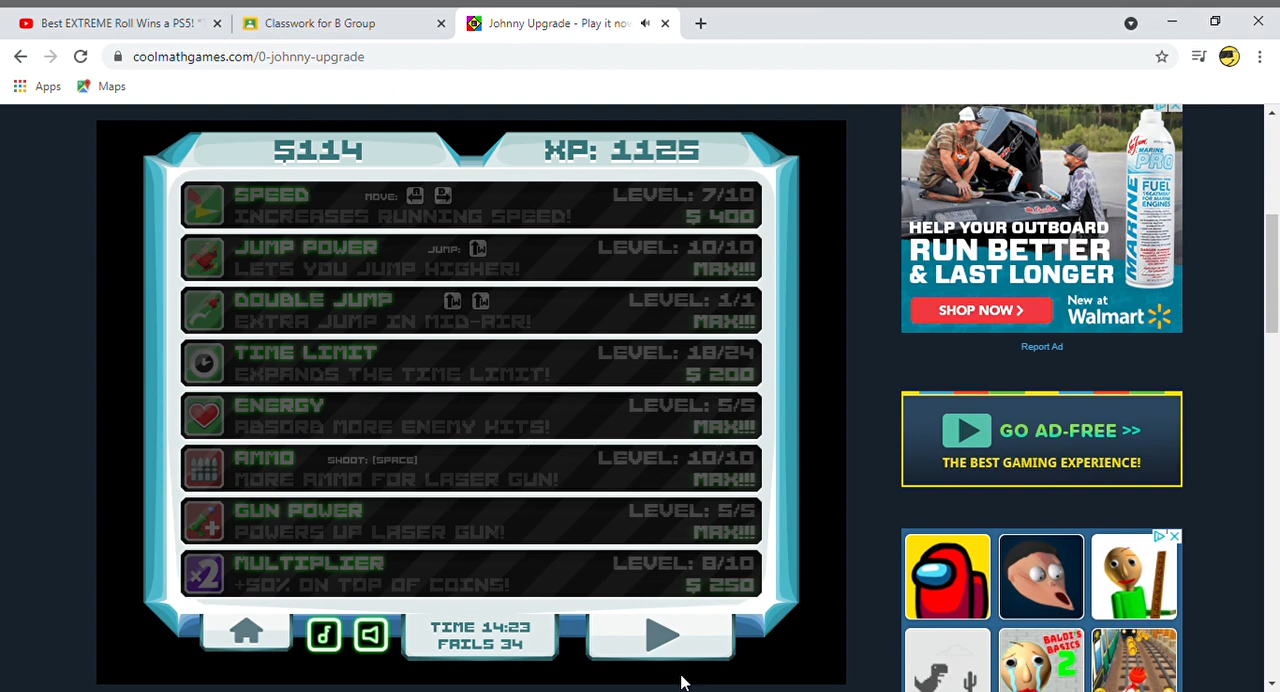 Best EXTREME Roll Wins a PS5!
Classwork for B Group
Johnny Upgrade - Play it now
coolmathgames.com/0-johnny-upgrade
Apps
Maps
$114
XP: 1125
SPEED MOVE: LEVEL: 7/10
INCREASES RUNNING SPEED! $ 400
JUMP POWER JUMP: LEVEL: 10/10
LETS YOU JUMP HIGHER! MAX!!!
DOUBLE JUMP LEVEL: 1/1
EXTRA JUMP IN MID-AIR! MAX!!!
TIME LIMIT LEVEL: 18/24
EXPANDS THE TIME LIMIT! $ 200
ENERGY LEVEL: 5/5
ABSORB MORE ENEMY HITS! MAX!!!
AMMO SHOOT: [SPACE] LEVEL: 10/10
MORE AMMO FOR LASER GUN! MAX!!!
GUN POWER LEVEL: 5/5
POWERS UP LASER GUN! MAX!!!
×2 MULTIPLIER LEVEL: 8/10
+50% ON TOP OF COINS! $ 250
TIME 14:23
FAILS 34
MARINE
PRO
FUEL
TREATMENT
FOR MARINE
ENGINES
HELP YOUR OUTBOARD
RUN BETTER
& LAST LONGER
SHOP NOW >
New at
Walmart
Report Ad
GO AD-FREE >>
THE BEST GAMING EXPERIENCE!
BALDI'S
BASICS
2